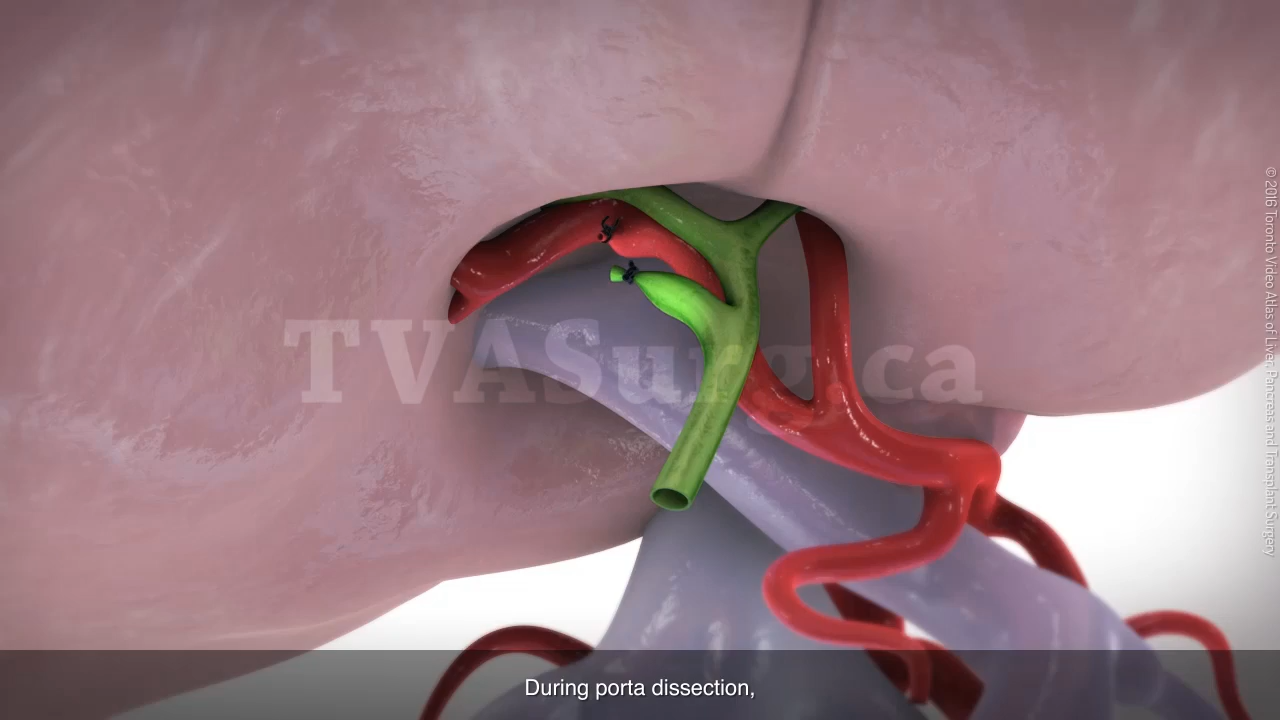 TVASurg.ca
© 2016 Toronto Video Atlas of Liver, Pancreas and Transplant Surgery
During porta dissection,